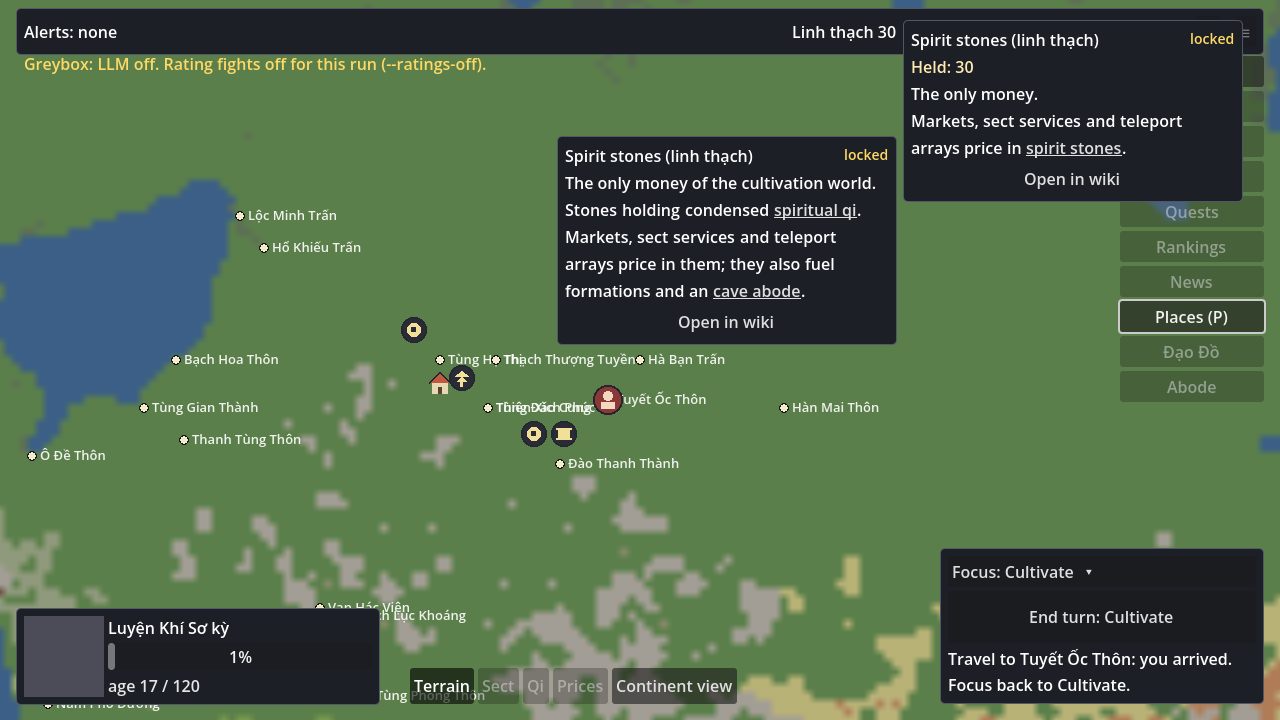 Alerts: none
Linh thạch 30
Greybox: LLM off. Rating fights off for this run (--ratings-off).
Spirit stones (linh thạch)
locked
Held: 30
The only money.
Markets, sect services and teleport
arrays price in spirit stones.
Open in wiki
Spirit stones (linh thạch)
locked
The only money of the cultivation world.
Stones holding condensed spiritual qi.
Markets, sect services and teleport
arrays price in them; they also fuel
formations and an cave abode.
Open in wiki
Quests
Rankings
News
Places (P)
Đạo Đồ
Abode
Lộc Minh Trấn
Hổ Khiếu Trấn
Bạch Hoa Thôn
Tùng
Thạch Thượng Tuyền
Hà Bạn Trấn
Tùng Gian Thành
Hàn Mai Thôn
Thanh Tùng Thôn
Ô Đề Thôn
Đào Thanh Thành
Lục Khoáng
Luyện Khí Sơ kỳ
1%
age 17 / 120
Terrain
Sect
Qi
Prices
Continent view
Focus: Cultivate
End turn: Cultivate
Travel to Tuyết Ốc Thôn: you arrived.
Focus back to Cultivate.